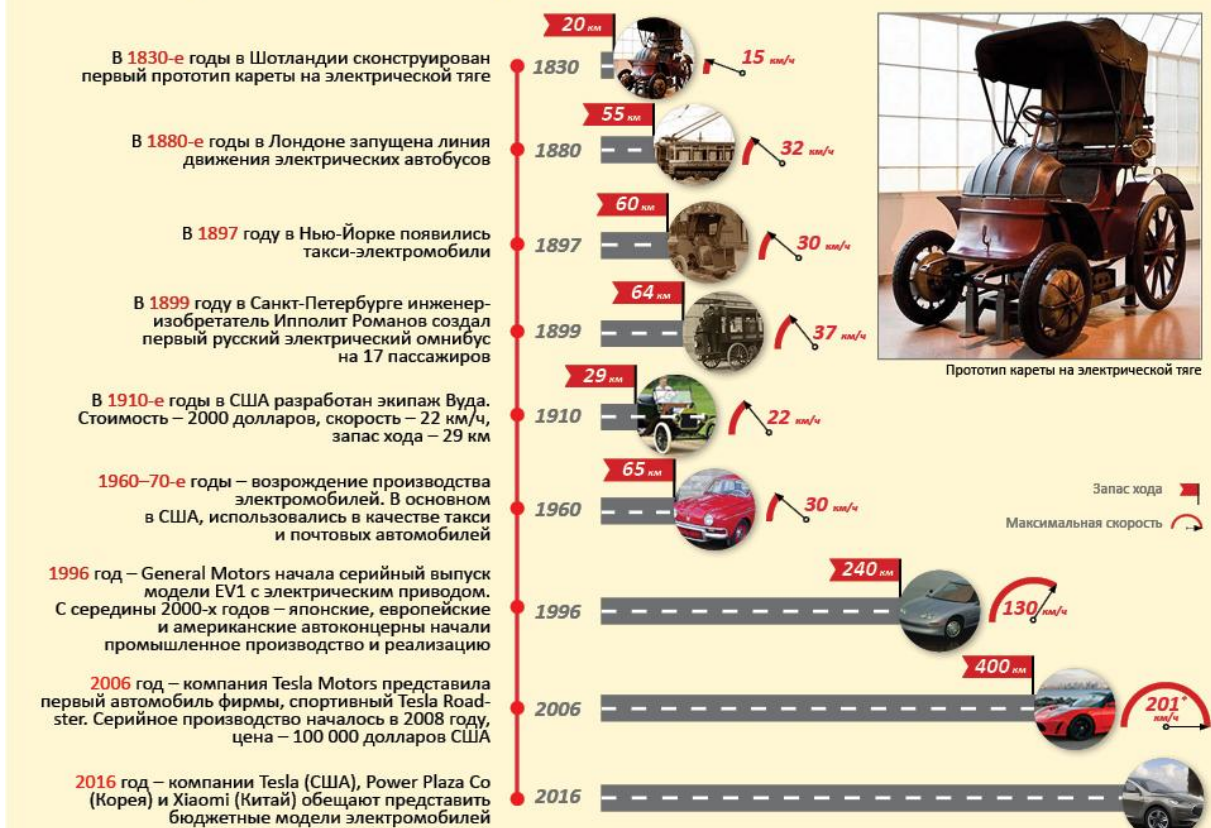 20 км
В 1830-е годы в Шотландии сконструирован
первый прототип кареты на электрической тяге
1830
15 км/ч
55 км
В 1880-е годы в Лондоне запущена линия
движения электрических автобусов
1880
32 км/ч
60 км
В 1897 году в Нью-Йорке появились
такси-электромобили
1897
30 км/ч
64 км
В 1899 году в Санкт-Петербурге инженер-
изобретатель Ипполит Романов создал
первый русский электрический омнибус
на 17 пассажиров
1899
37 км/ч
Прототип кареты на электрической тяге
29 км
В 1910-е годы в США разработан экипаж Вуда.
Стоимость – 2000 долларов, скорость – 22 км/ч,
запас хода – 29 км
1910
22 км/ч
65 км
1960–70-е годы – возрождение производства
электромобилей. В основном
в США, использовались в качестве такси
и почтовых автомобилей
1960
30 км/ч
Запас хода
Максимальная скорость
240 км
1996 год – General Motors начала серийный выпуск
модели EV1 с электрическим приводом.
С середины 2000-х годов – японские, европейские
и американские автоконцерны начали
промышленное производство и реализацию
1996
130 км/ч
400 км
2006 год – компания Tesla Motors представила
первый автомобиль фирмы, спортивный Tesla Road-
ster. Серийное производство началось в 2008 году,
цена – 100 000 долларов США
2006
201*
км/ч
2016 год – компании Tesla (США), Power Plaza Co
(Корея) и Xiaomi (Китай) обещают представить
бюджетные модели электромобилей
2016